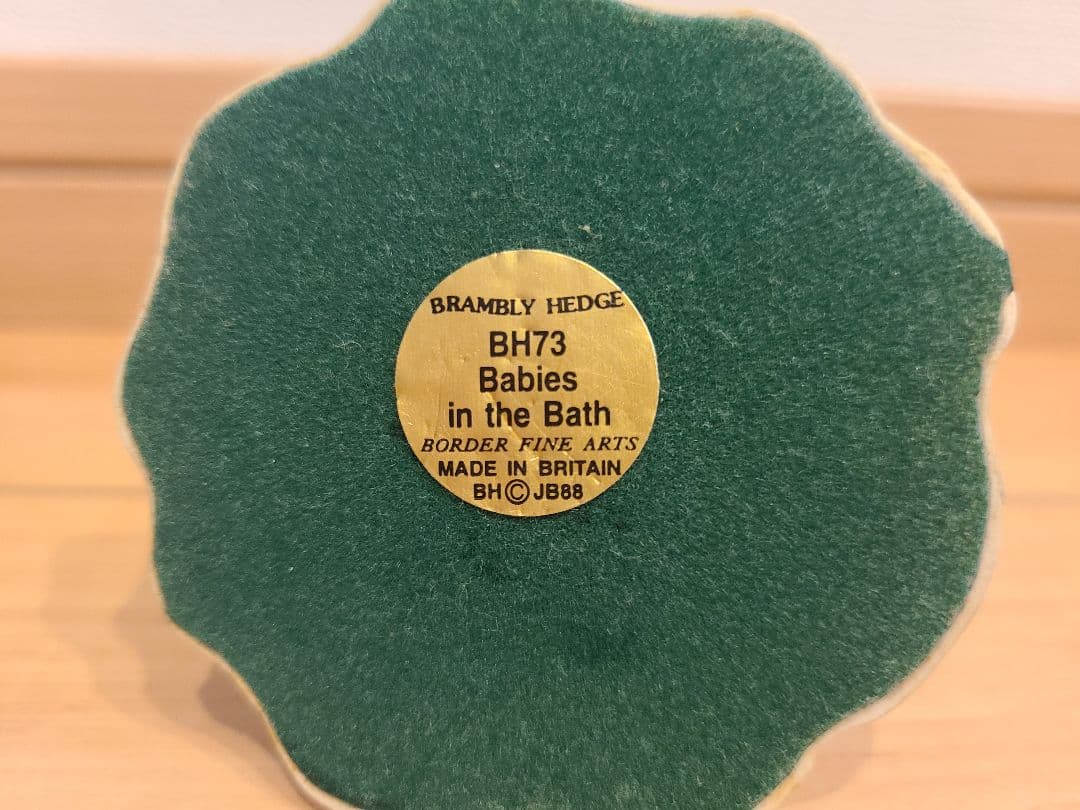 BRAMBLY HEDGE
BH73
Babies
in the Bath
BORDER FINE ARTS
MADE IN BRITAIN
BH©JB88